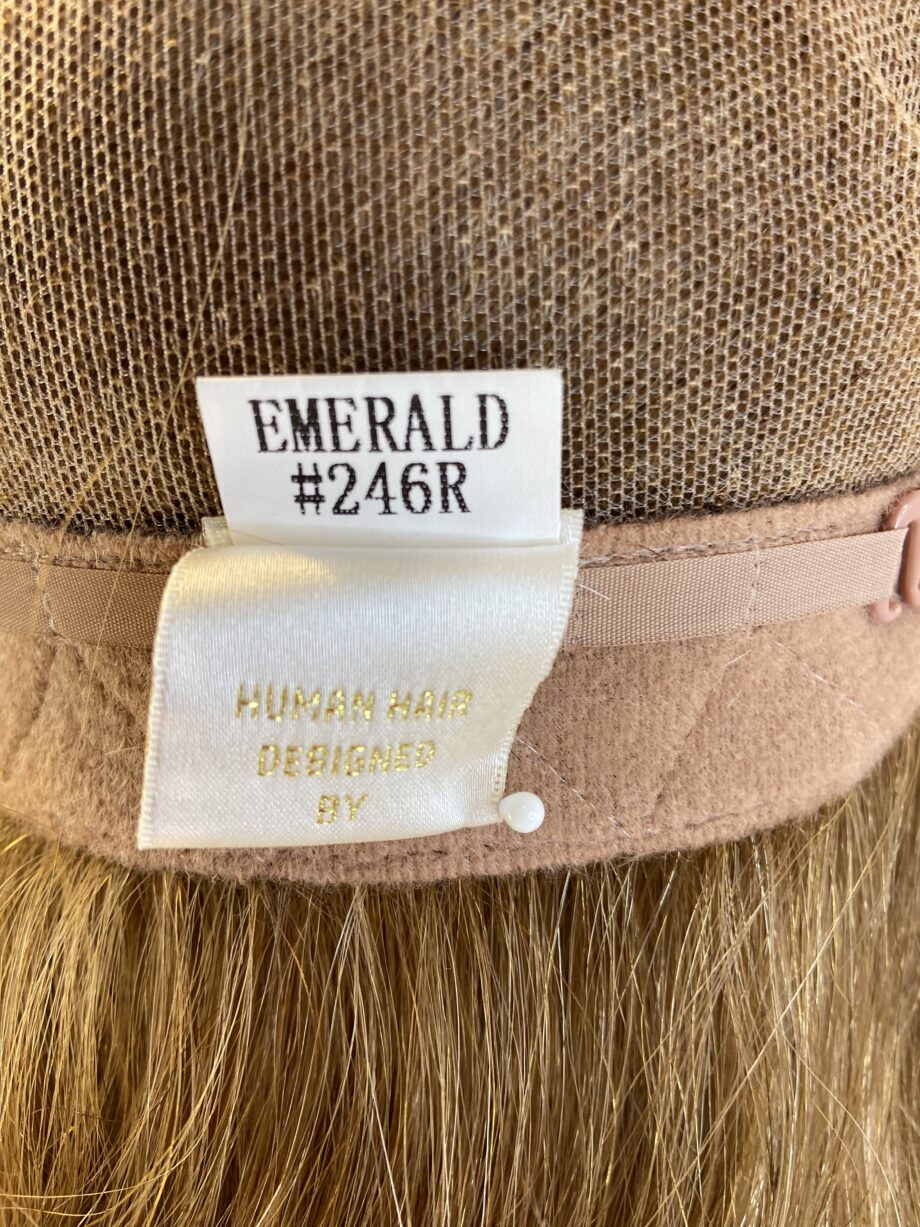 EMERALD
#246R
HUMAN HAIR
DESIGNED
BY